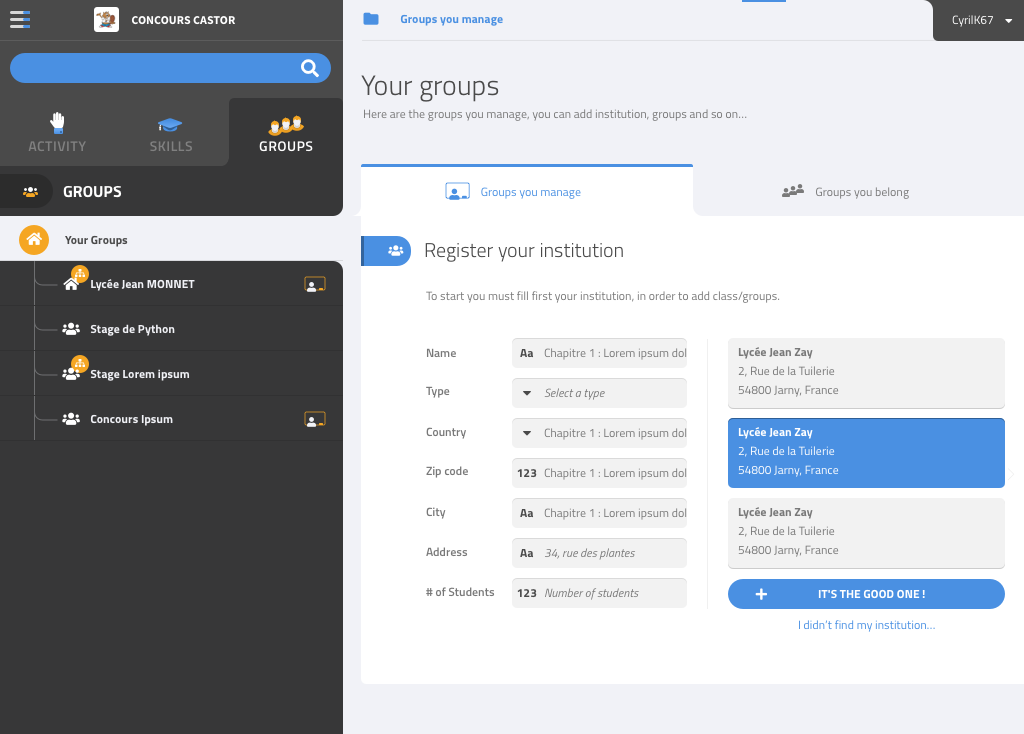 CONCOURS CASTOR
Groups you manage
CyrilK67
ACTIVITY
SKILLS
GROUPS
GROUPS
Your Groups
Lycée Jean MONNET
Stage de Python
Stage Lorem ipsum
Concours Ipsum
Your groups
Here are the groups you manage, you can add institution, groups and so on...
Groups you manage
Groups you belong
Register your institution
To start you must fill first your institution, in order to add class/groups.
Name
Aa Chapitre 1 : Lorem ipsum dol
Type
Select a type
Country
Chapitre 1 : Lorem ipsum dol
Zip code
123 Chapitre 1 : Lorem ipsum dol
City
Aa Chapitre 1 : Lorem ipsum dol
Address
Aa 34, rue des plantes
# of Students
123 Number of students
Lycée Jean Zay
2, Rue de la Tuilerie
54800 Jarny, France
Lycée Jean Zay
2, Rue de la Tuilerie
54800 Jarny, France
Lycée Jean Zay
2, Rue de la Tuilerie
54800 Jarny, France
IT'S THE GOOD ONE !
I didn't find my institution...